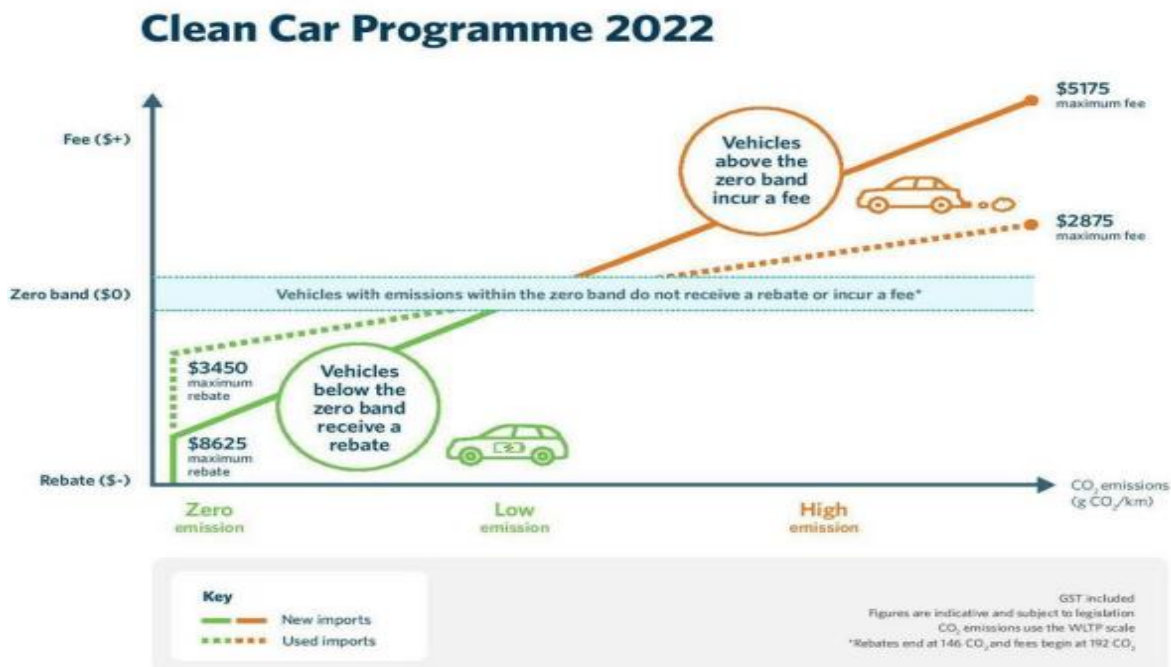 Clean Car Programme 2022
Fee ($+)
Zero band ($0)
Rebate ($-)
$5175
maximum fee
Vehicles
above the
zero band
incur a fee
$2875
maximum fee
Vehicles with emissions within the zero band do not receive a rebate or incur a fee*
$3450
maximum
rebate
Vehicles
below the
zero band
receive a
rebate
$8625
maximum
rebate
CO₂ emissions
(g CO₂/km)
Zero
emission
Low
emission
High
emission
Key
New imports
Used imports
GST included
Figures are indicative and subject to legislation
CO₂ emissions use the WLTP scale
*Rebates end at 146 CO₂ and fees begin at 192 CO₂